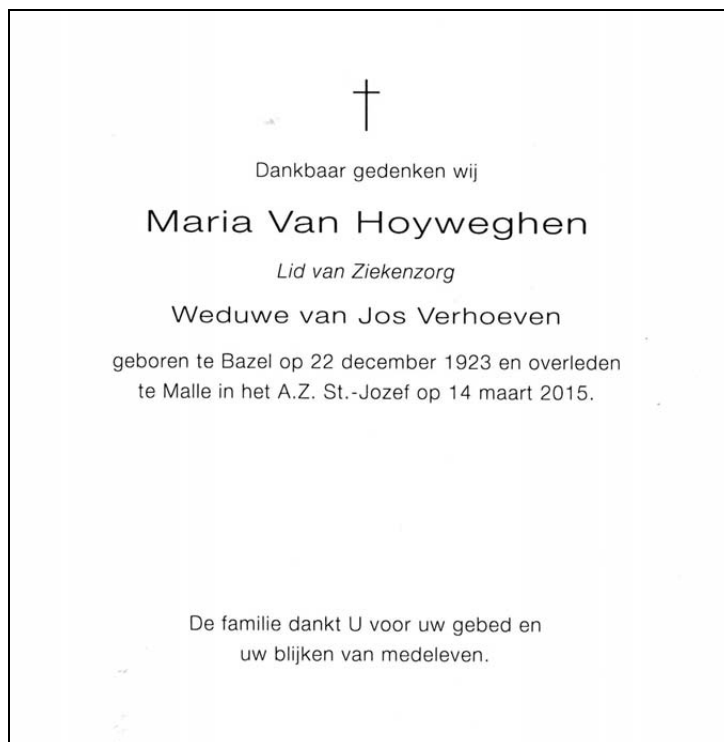 Dankbaar gedenken wij
Maria Van Hoyweghen
Lid van Ziekenzorg
Weduwe van Jos Verhoeven
geboren te Bazel op 22 december 1923 en overleden
te Malle in het A.Z. St.-Jozef op 14 maart 2015.
De familie dankt U voor uw gebed en
uw blijken van medeleven.